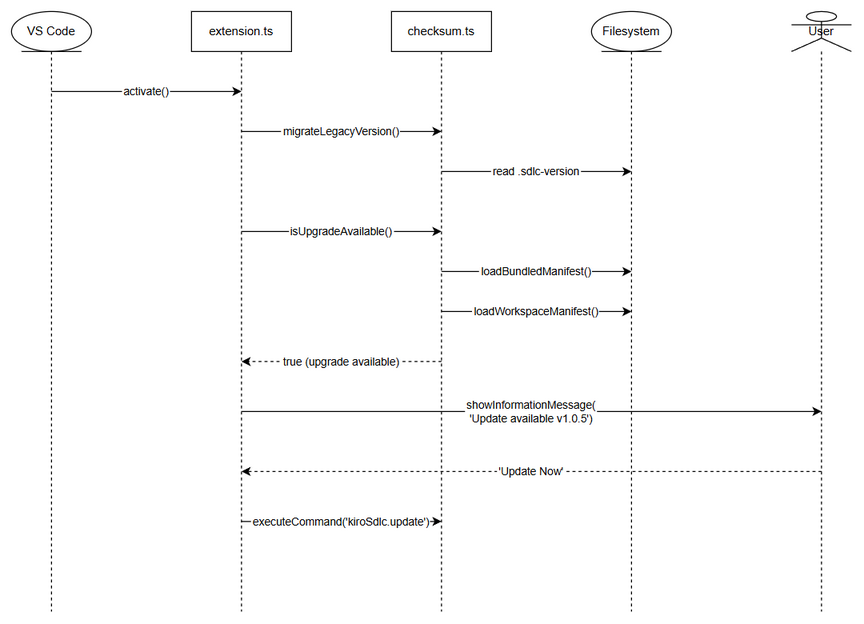 VS Code
extension.ts
checksum.ts
Filesystem
User
activate()
migrateLegacyVersion()
read .sdlc-version
isUpgradeAvailable()
loadBundledManifest()
loadWorkspaceManifest()
true (upgrade available)
showInformationMessage(
'Update available v1.0.5')
'Update Now'
executeCommand('kiroSdlc.update')